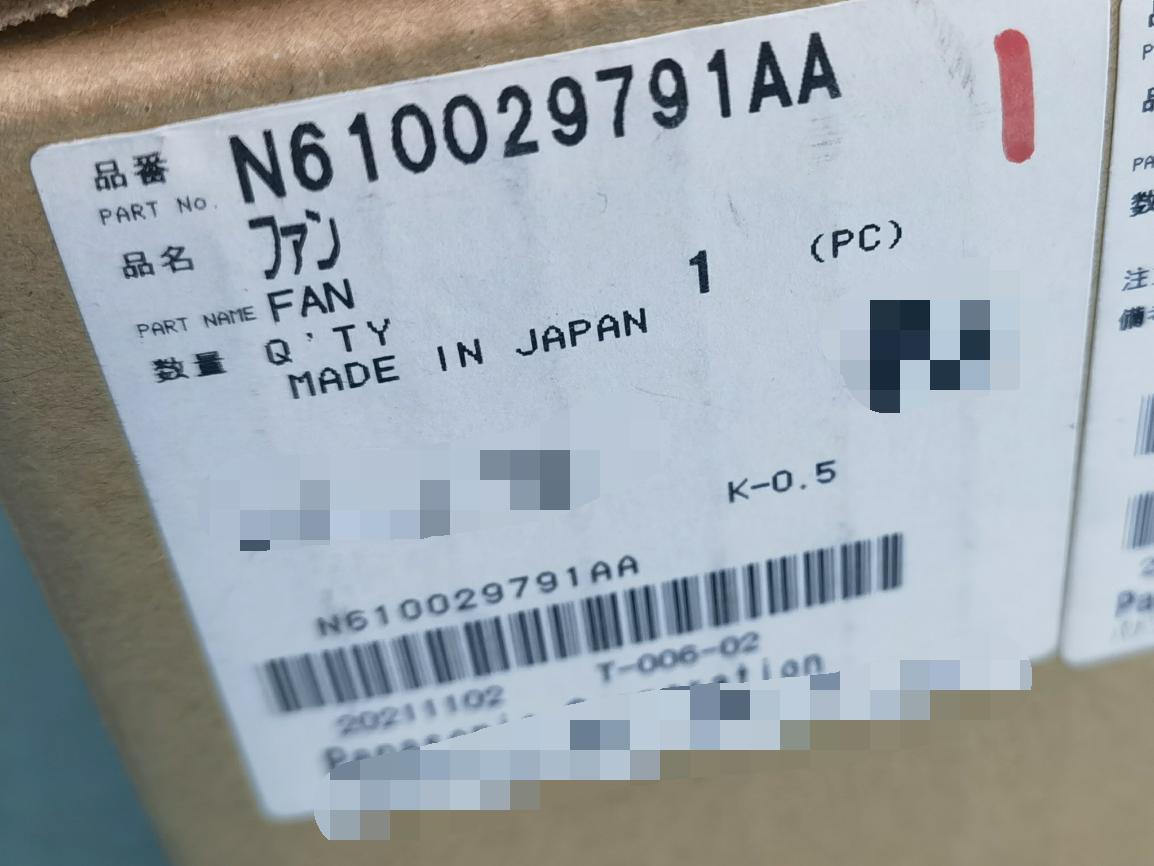 品番 N610029791AA
PART No.
品名 ファン
PART NAME FAN
数量 Q'TY 1 (PC)
MADE IN JAPAN
K-0.5
N610029791AA
T-006-02
20211102